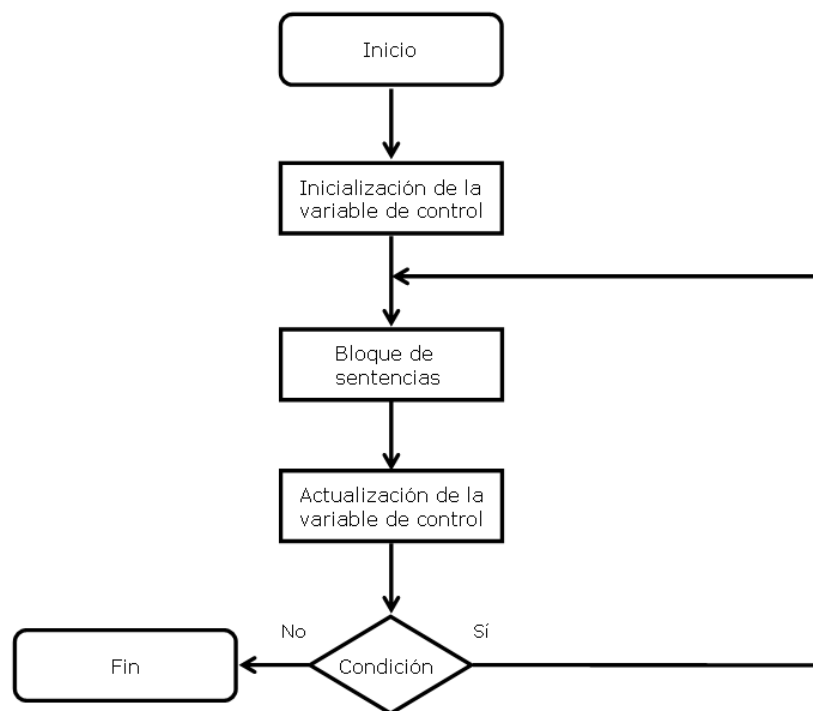 Inicio
Inicialización de la
variable de control
Bloque de
sentencias
Actualización de la
variable de control
No
Sí
Fin
Condición